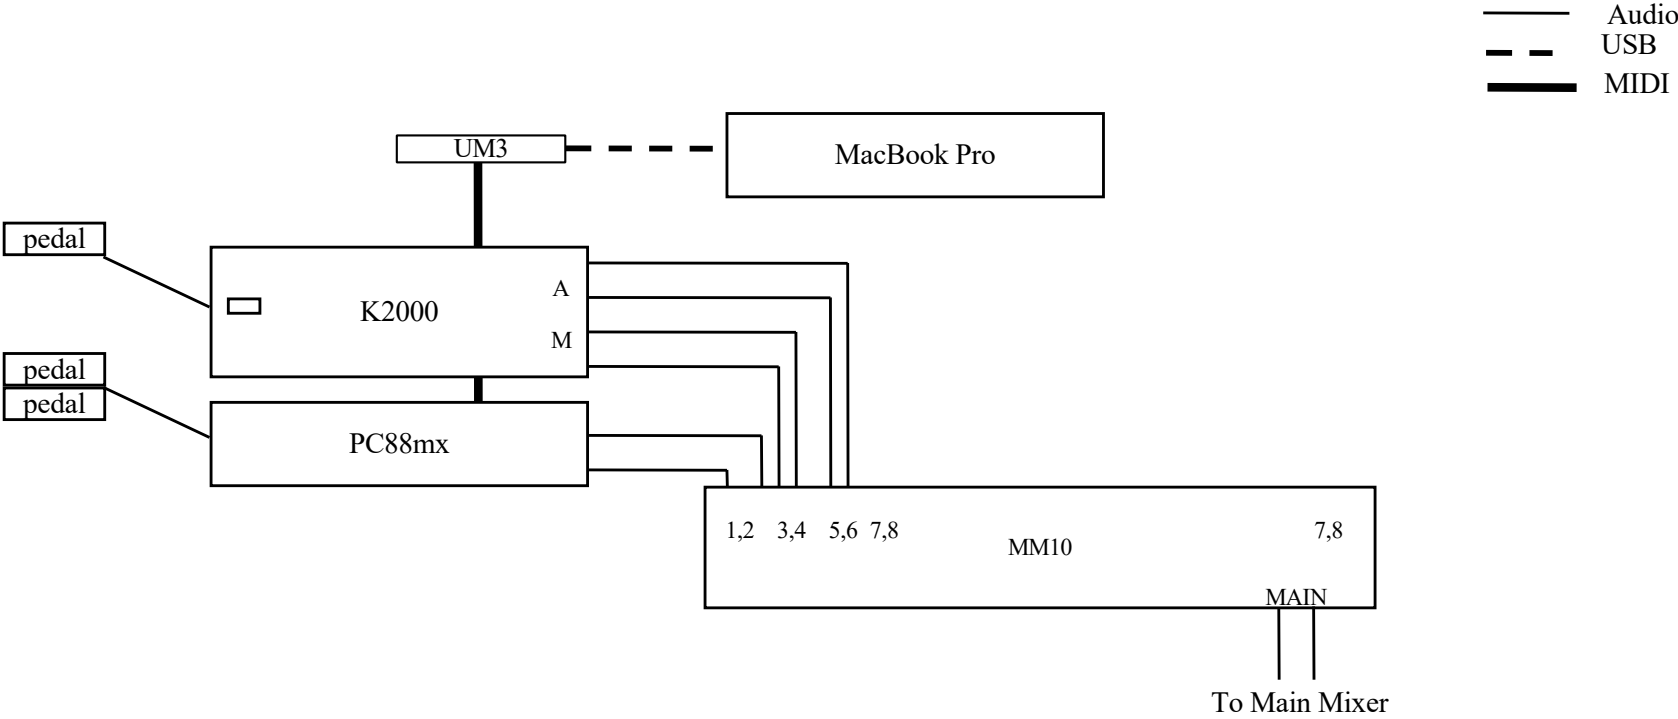 Audio
USB
MIDI
UM3
MacBook Pro
pedal
A
K2000
M
pedal
pedal
PC88mx
1,2 3,4 5,6 7,8 7,8
MM10
MAIN
To Main Mixer